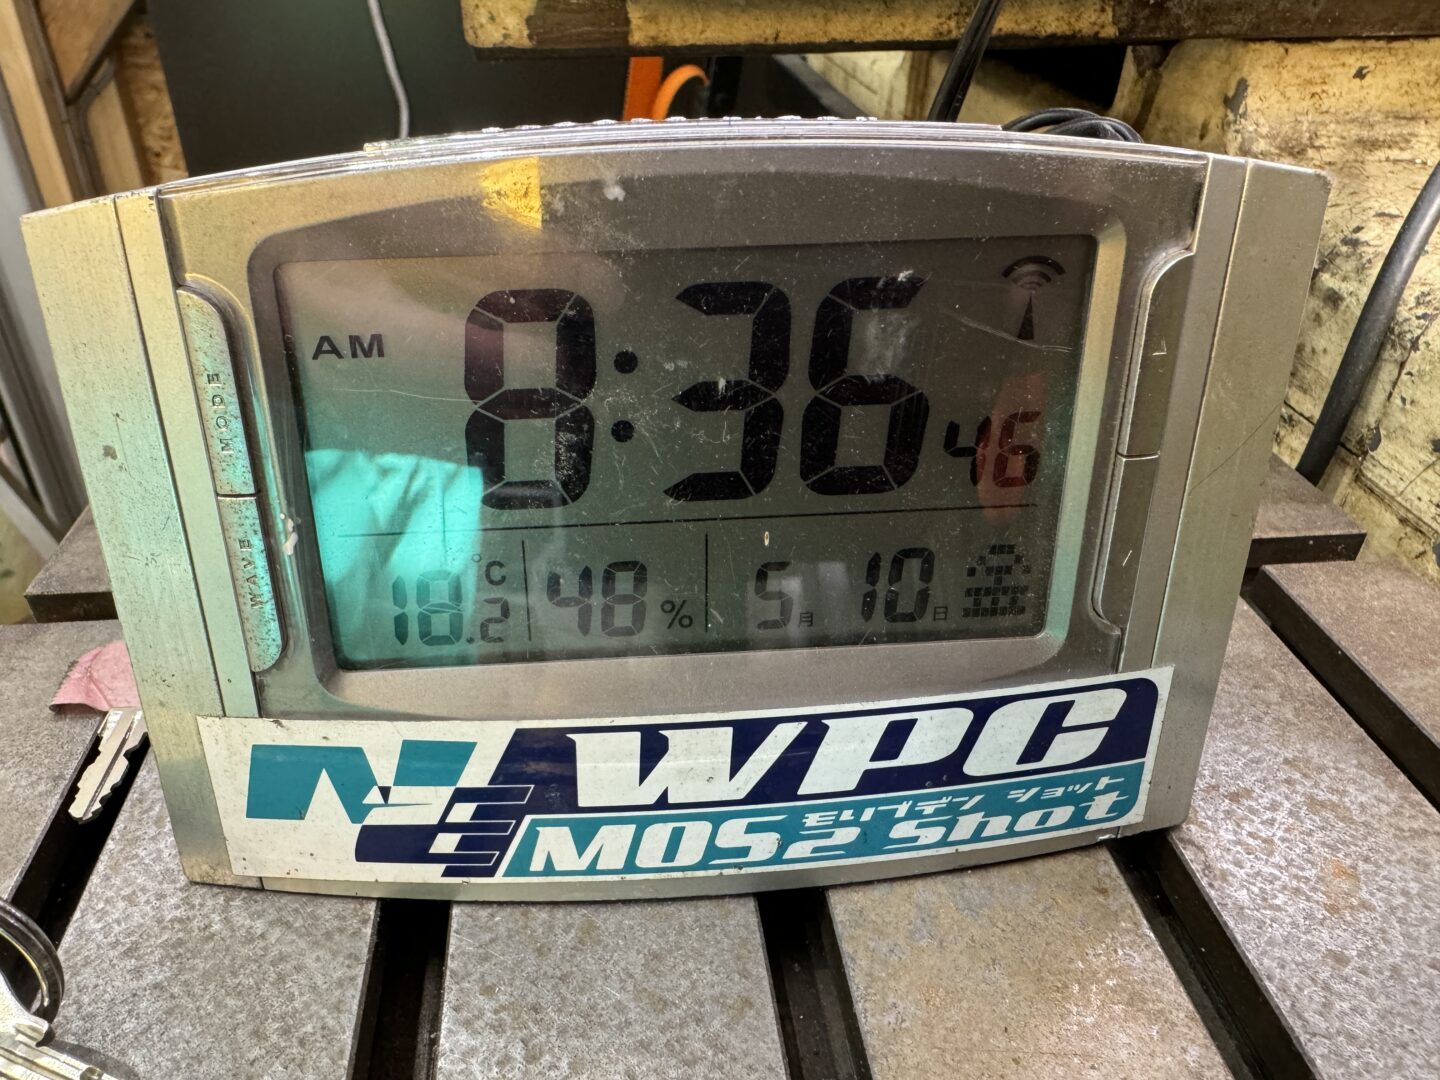 AM 8:36 46
MODE
WAVE
18.2 °C 48 % 5月 10日 金
NE WPC
モリブデン ショット
MOS2 Shot